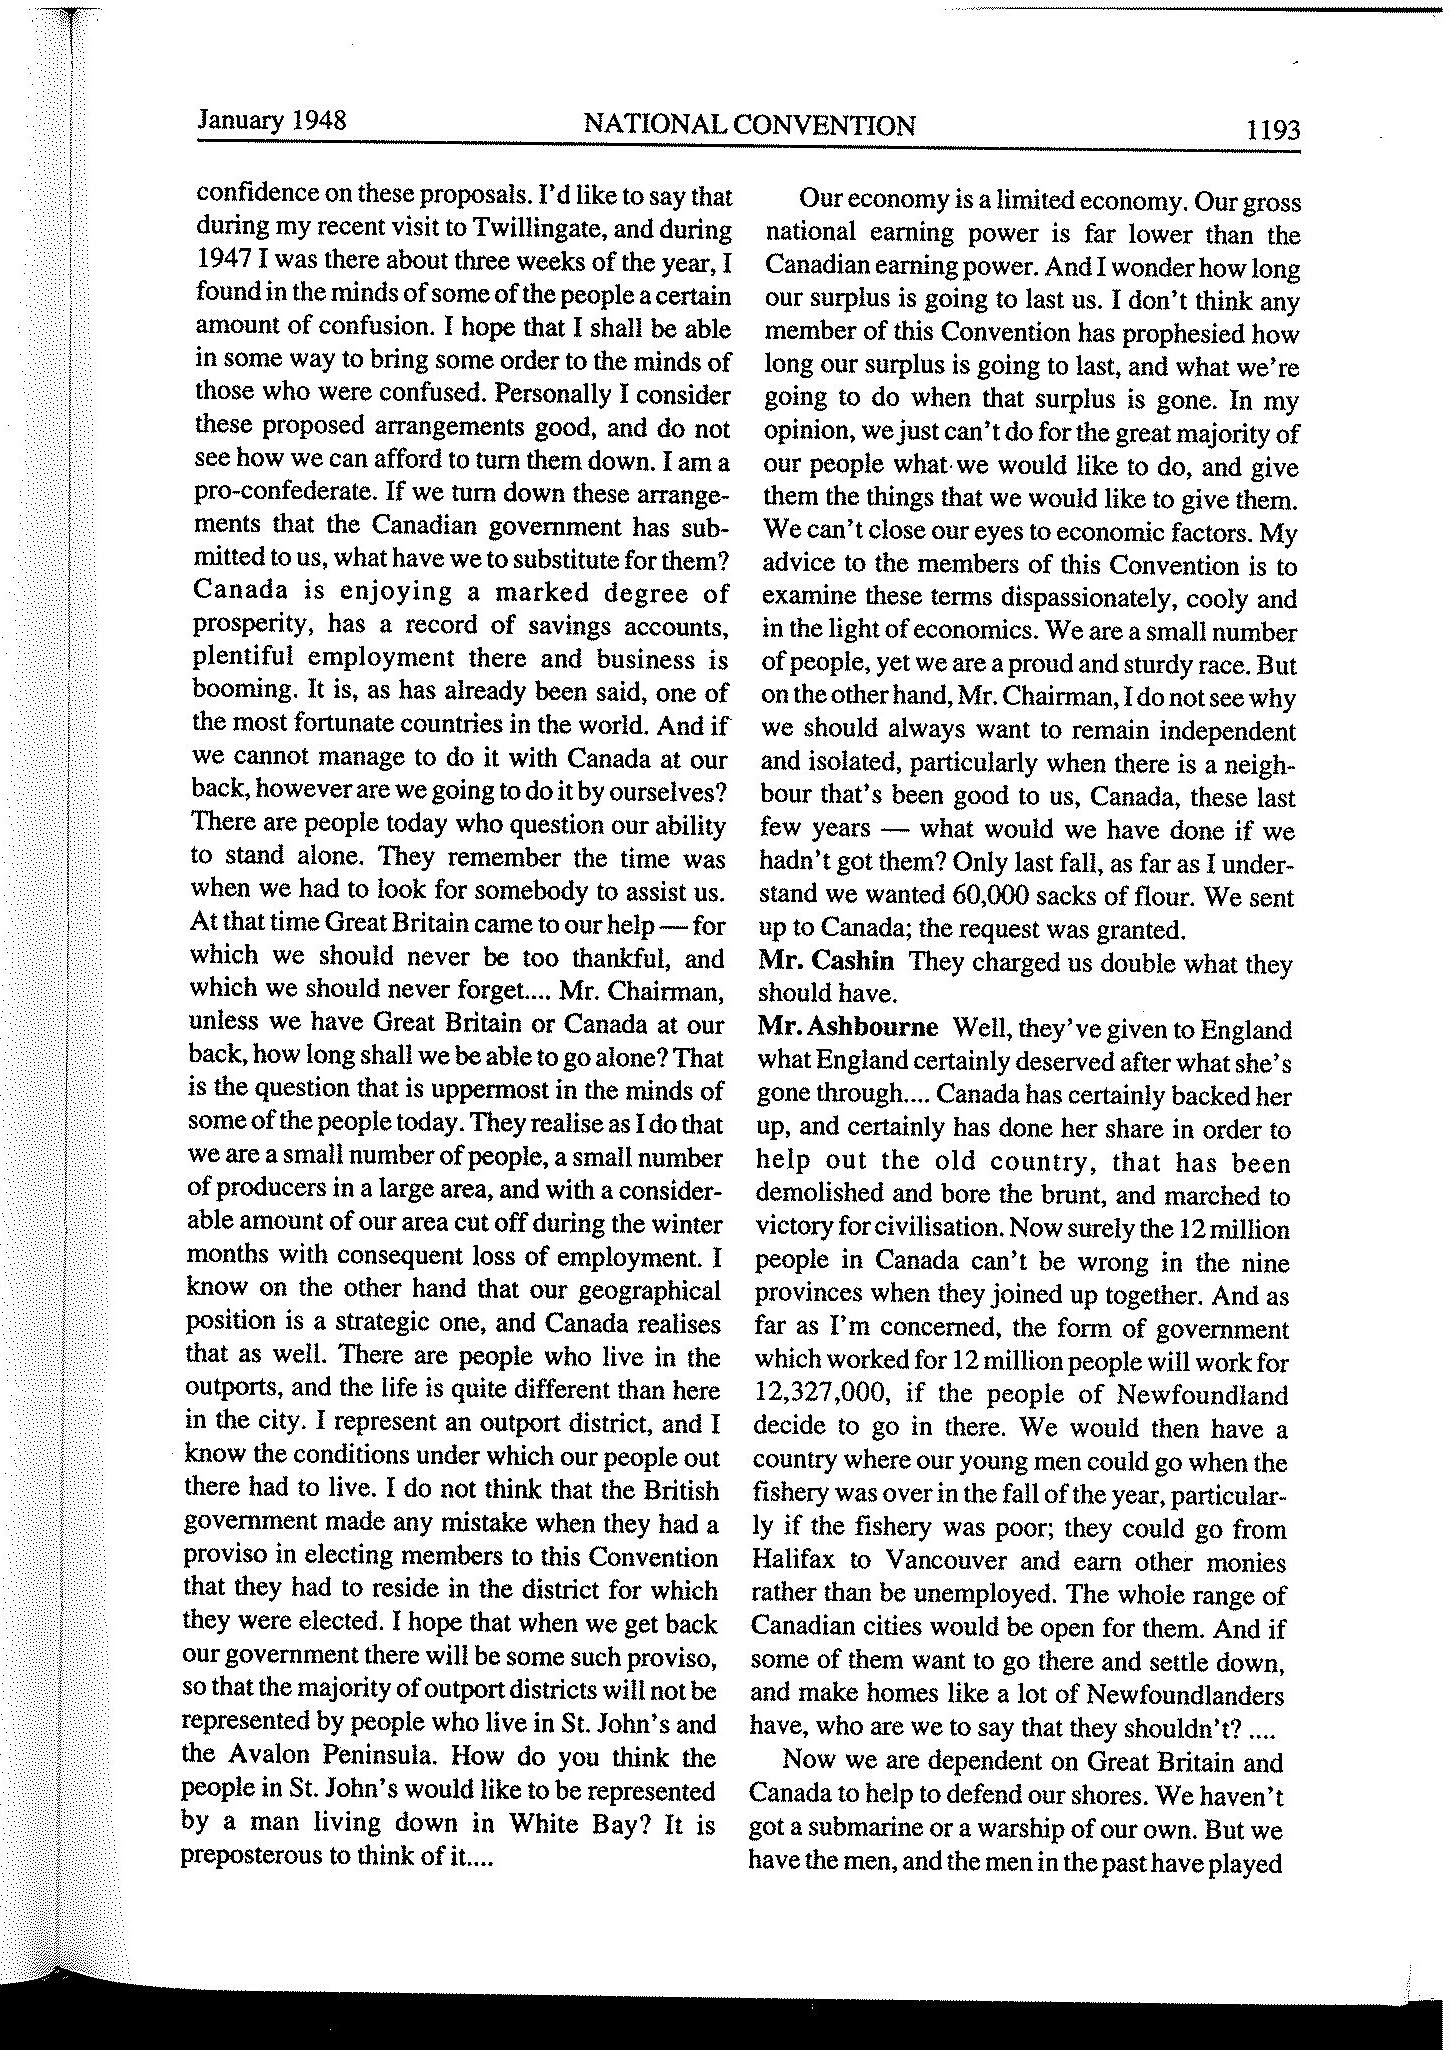 January 1948
NATIONAL CONVENTION
1193
confidence on these proposals. I'd like to say that
during my recent visit to Twillingate, and during
1947 I was there about three weeks of the year, I
found in the minds of some of the people a certain
amount of confusion. I hope that I shall be able
in some way to bring some order to the minds of
those who were confused. Personally I consider
these proposed arrangements good, and do not
see how we can afford to turn them down. I am a
pro-confederate. If we turn down these arrange-
ments that the Canadian government has sub-
mitted to us, what have we to substitute for them?
Canada is enjoying a marked degree of
prosperity, has a record of savings accounts,
plentiful employment there and business is
booming. It is, as has already been said, one of
the most fortunate countries in the world. And if
we cannot manage to do it with Canada at our
back, however are we going to do it by ourselves?
There are people today who question our ability
to stand alone. They remember the time was
when we had to look for somebody to assist us.
At that time Great Britain came to our help — for
which we should never be too thankful, and
which we should never forget.... Mr. Chairman,
unless we have Great Britain or Canada at our
back, how long shall we be able to go alone? That
is the question that is uppermost in the minds of
some of the people today. They realise as I do that
we are a small number of people, a small number
of producers in a large area, and with a consider-
able amount of our area cut off during the winter
months with consequent loss of employment. I
know on the other hand that our geographical
position is a strategic one, and Canada realises
that as well. There are people who live in the
outports, and the life is quite different than here
in the city. I represent an outport district, and I
know the conditions under which our people out
there had to live. I do not think that the British
government made any mistake when they had a
proviso in electing members to this Convention
that they had to reside in the district for which
they were elected. I hope that when we get back
our government there will be some such proviso,
so that the majority of outport districts will not be
represented by people who live in St. John's and
the Avalon Peninsula. How do you think the
people in St. John's would like to be represented
by a man living down in White Bay? It is
preposterous to think of it....
Our economy is a limited economy. Our gross
national earning power is far lower than the
Canadian earning power. And I wonder how long
our surplus is going to last us. I don't think any
member of this Convention has prophesied how
long our surplus is going to last, and what we're
going to do when that surplus is gone. In my
opinion, we just can't do for the great majority of
our people what we would like to do, and give
them the things that we would like to give them.
We can't close our eyes to economic factors. My
advice to the members of this Convention is to
examine these terms dispassionately, cooly and
in the light of economics. We are a small number
of people, yet we are a proud and sturdy race. But
on the other hand, Mr. Chairman, I do not see why
we should always want to remain independent
and isolated, particularly when there is a neigh-
bour that's been good to us, Canada, these last
few years — what would we have done if we
hadn't got them? Only last fall, as far as I under-
stand we wanted 60,000 sacks of flour. We sent
up to Canada; the request was granted.
Mr. Cashin They charged us double what they
should have.
Mr. Ashbourne Well, they've given to England
what England certainly deserved after what she's
gone through.... Canada has certainly backed her
up, and certainly has done her share in order to
help out the old country, that has been
demolished and bore the brunt, and marched to
victory for civilisation. Now surely the 12 million
people in Canada can't be wrong in the nine
provinces when they joined up together. And as
far as I'm concerned, the form of government
which worked for 12 million people will work for
12,327,000, if the people of Newfoundland
decide to go in there. We would then have a
country where our young men could go when the
fishery was over in the fall of the year, particular-
ly if the fishery was poor; they could go from
Halifax to Vancouver and earn other monies
rather than be unemployed. The whole range of
Canadian cities would be open for them. And if
some of them want to go there and settle down,
and make homes like a lot of Newfoundlanders
have, who are we to say that they shouldn't? ....
Now we are dependent on Great Britain and
Canada to help to defend our shores. We haven't
got a submarine or a warship of our own. But we
have the men, and the men in the past have played